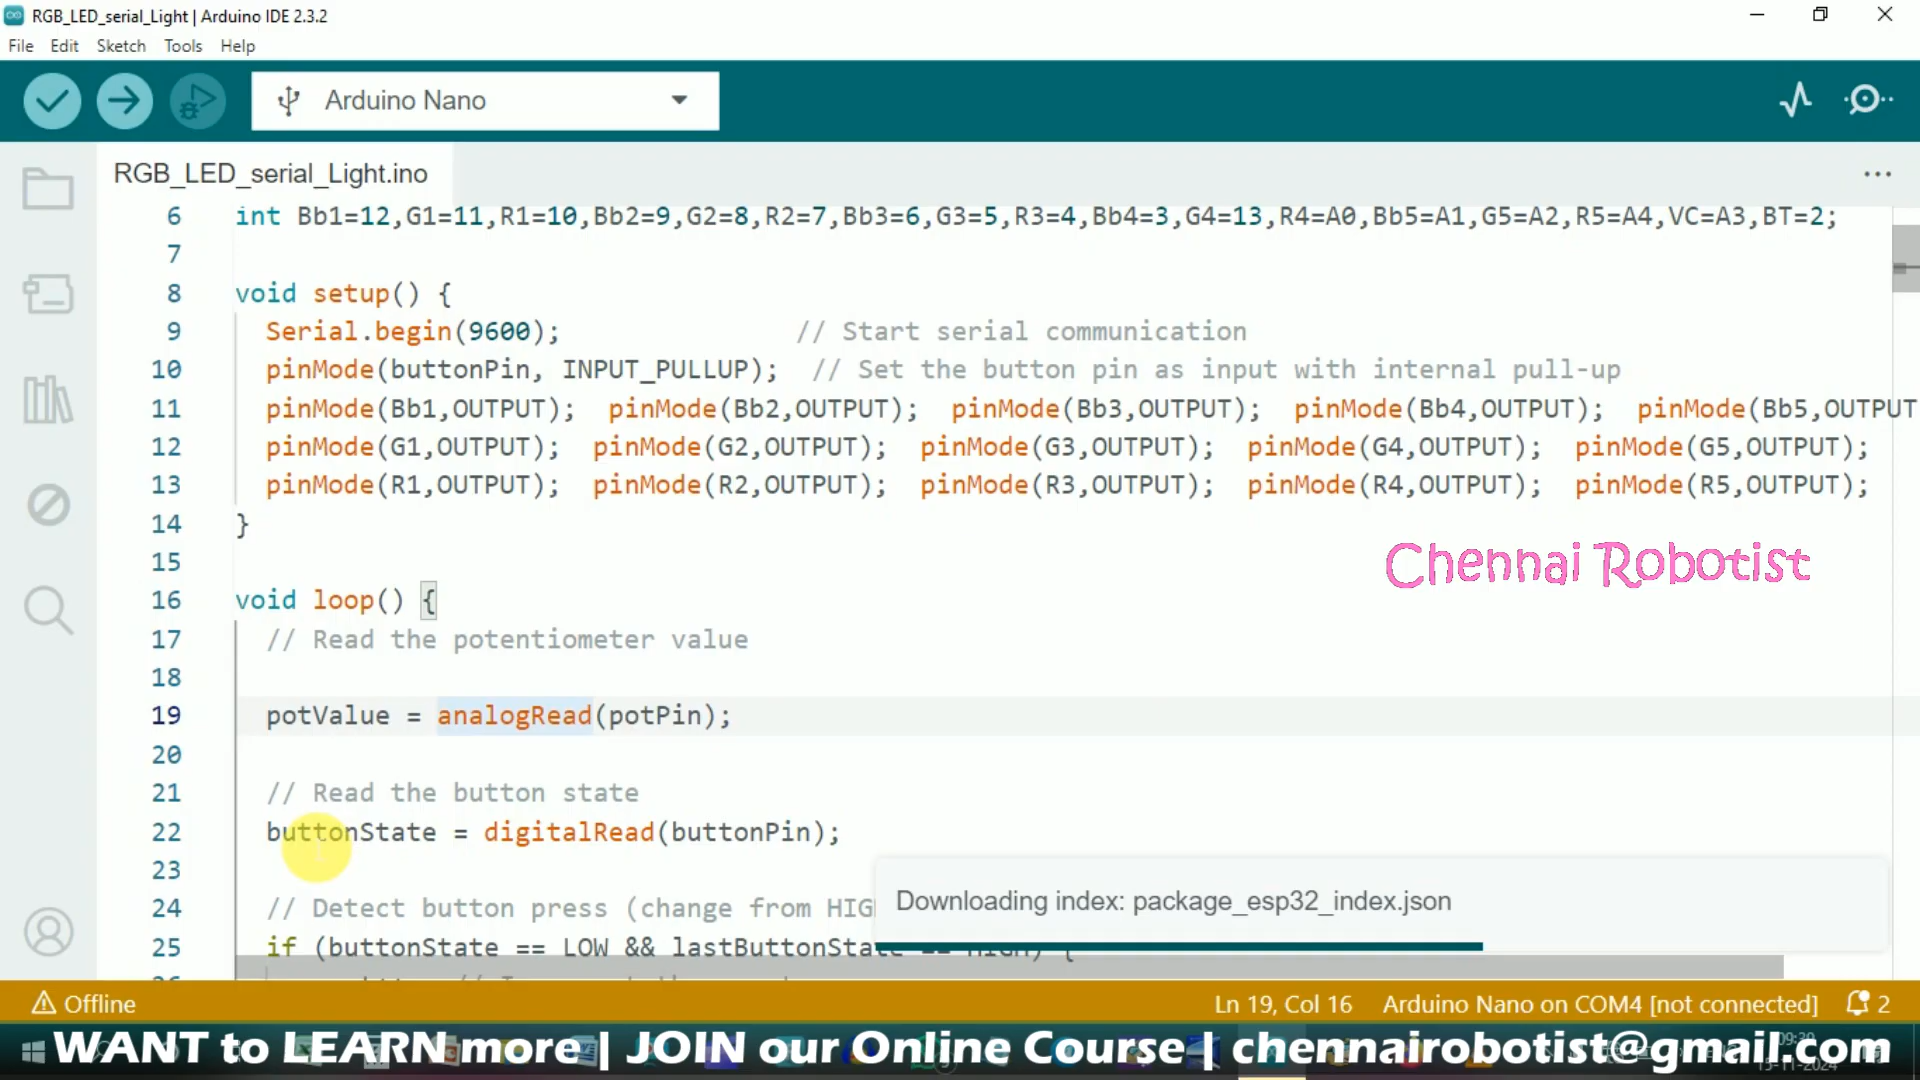 RGB_LED_serial_Light | Arduino IDE 2.3.2
File Edit Sketch Tools Help
Arduino Nano
RGB_LED_serial_Light.ino
6 int Bb1=12,G1=11,R1=10,Bb2=9,G2=8,R2=7,Bb3=6,G3=5,R3=4,Bb4=3,G4=13,R4=A0,Bb5=A1,G5=A2,R5=A4,VC=A3,BT=2;
7
8 void setup() {
9 Serial.begin(9600); // Start serial communication
10 pinMode(buttonPin, INPUT_PULLUP); // Set the button pin as input with internal pull-up
11 pinMode(Bb1,OUTPUT); pinMode(Bb2,OUTPUT); pinMode(Bb3,OUTPUT); pinMode(Bb4,OUTPUT); pinMode(Bb5,OUTPUT
12 pinMode(G1,OUTPUT); pinMode(G2,OUTPUT); pinMode(G3,OUTPUT); pinMode(G4,OUTPUT); pinMode(G5,OUTPUT);
13 pinMode(R1,OUTPUT); pinMode(R2,OUTPUT); pinMode(R3,OUTPUT); pinMode(R4,OUTPUT); pinMode(R5,OUTPUT);
14 }
15
Chennai Robotist
16 void loop() {
17 // Read the potentiometer value
18
19 potValue = analogRead(potPin);
20
21 // Read the button state
22 buttonState = digitalRead(buttonPin);
23
24 // Detect button press (change from HIG
Downloading index: package_esp32_index.json
25 if (buttonState == LOW && lastButtonState == HIGH) {
Offline Ln 19, Col 16 Arduino Nano on COM4 [not connected] 2
WANT to LEARN more | JOIN our Online Course | chennairobotist@gmail.com
15-11-2024